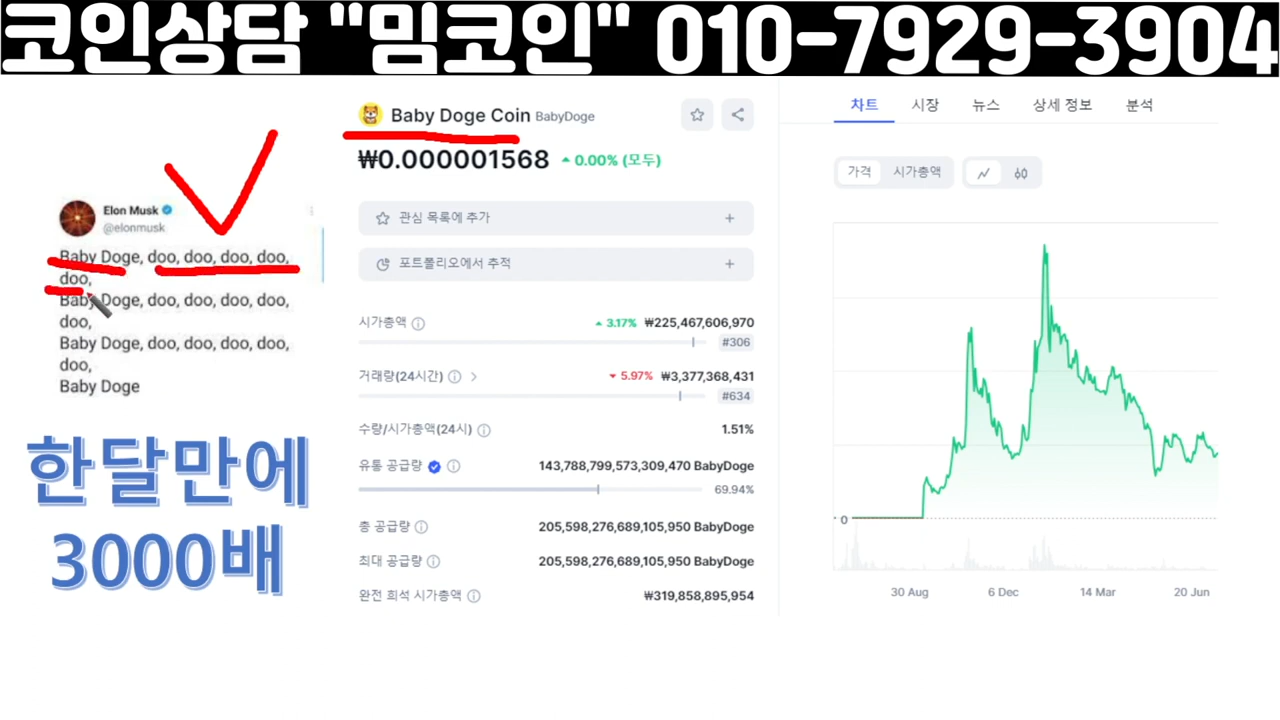 코인상담 "밈코인" 010-7929-3904
Elon Musk
@elonmusk
Baby Doge, doo, doo, doo, doo,
doo,
Baby Doge, doo, doo, doo, doo,
doo,
Baby Doge, doo, doo, doo, doo,
doo,
Baby Doge
한달만에
3000배
Baby Doge Coin BabyDoge
₩0.000001568 0.00% (모두)
관심 목록에 추가 +
포트폴리오에서 추적 +
시가총액 3.17% ₩225,467,606,970
#306
거래량(24시간) 5.97% ₩3,377,368,431
#634
수량/시가총액(24시) 1.51%
유통 공급량 143,788,799,573,309,470 BabyDoge
69.94%
총 공급량 205,598,276,689,105,950 BabyDoge
최대 공급량 205,598,276,689,105,950 BabyDoge
완전 희석 시가총액 ₩319,858,895,954
차트 시장 뉴스 상세 정보 분석
가격 시가총액
0
30 Aug 6 Dec 14 Mar 20 Jun